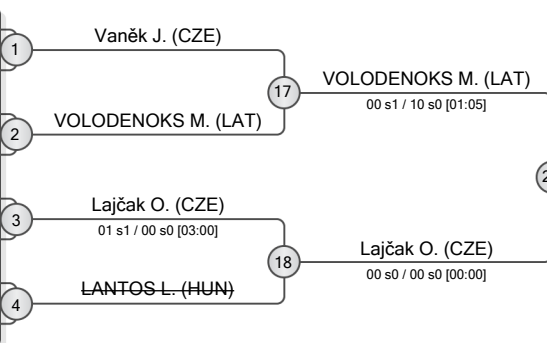 1
Vaněk J. (CZE)
17
VOLODENOKS M. (LAT)
00 s1 / 10 s0 [01:05]
2
VOLODENOKS M. (LAT)
3
Lajčak O. (CZE)
01 s1 / 00 s0 [03:00]
18
Lajčak O. (CZE)
00 s0 / 00 s0 [00:00]
4
LANTOS L. (HUN)